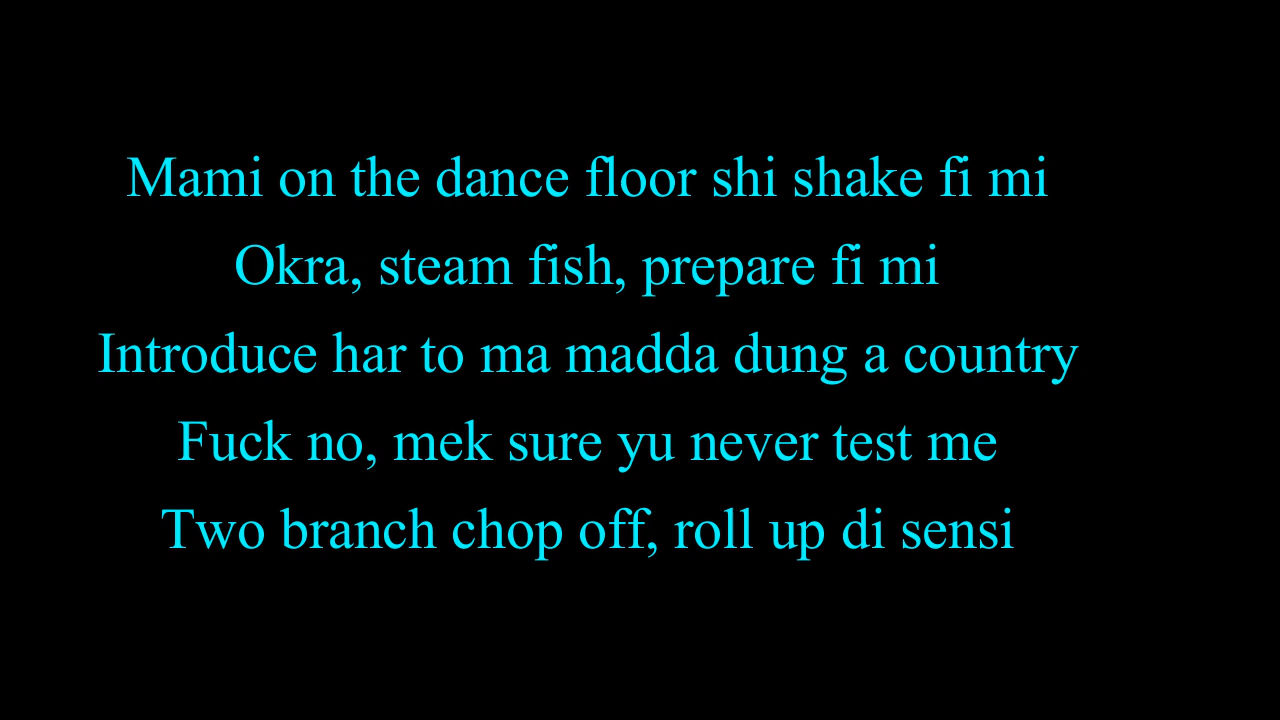 Mami on the dance floor shi shake fi mi
Okra, steam fish, prepare fi mi
Introduce har to ma madda dung a country
Fuck no, mek sure yu never test me
Two branch chop off, roll up di sensi